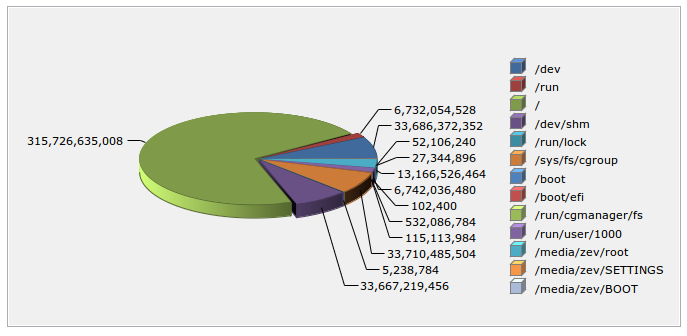 315,726,635,008
6,732,054,528
33,686,372,352
52,106,240
27,344,896
13,166,526,464
6,742,036,480
102,400
532,086,784
115,113,984
33,710,485,504
5,238,784
33,667,219,456
/dev
/run
/
/dev/shm
/run/lock
/sys/fs/cgroup
/boot
/boot/efi
/run/cgmanager/fs
/run/user/1000
/media/zev/root
/media/zev/SETTINGS
/media/zev/BOOT